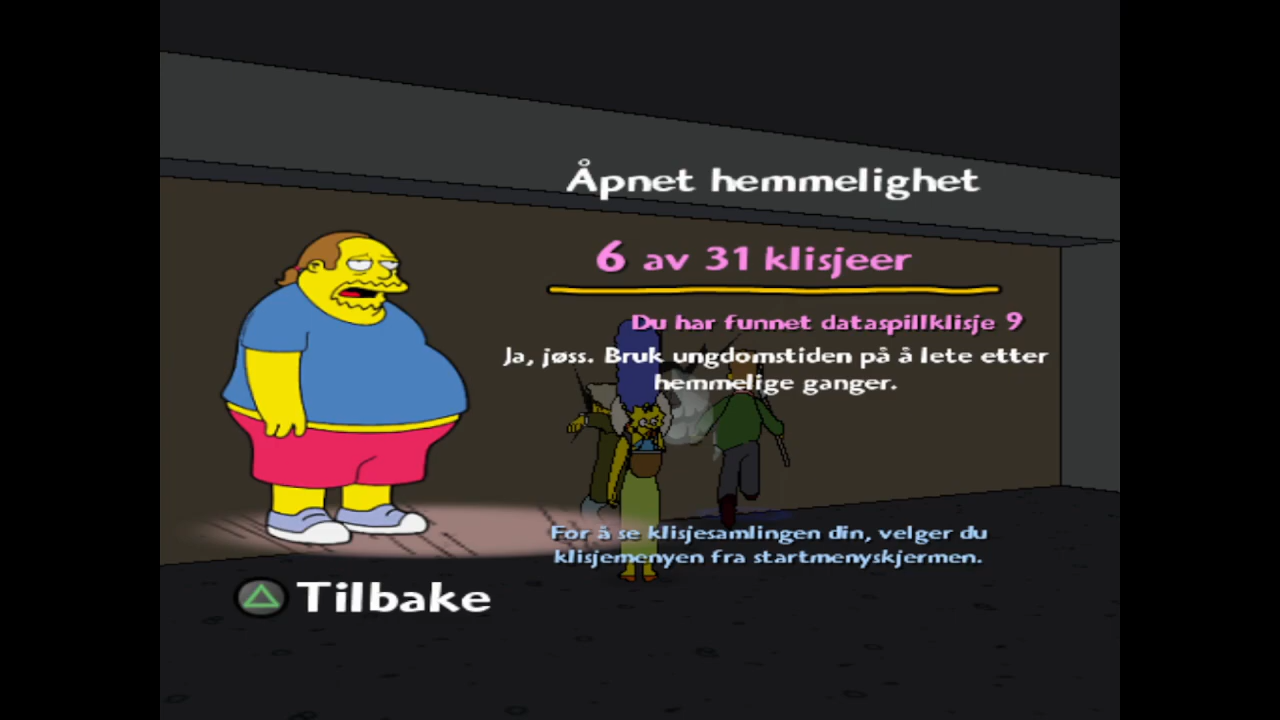 Åpnet hemmelighet
6 av 31 klisjeer
Du har funnet dataspillklisje 9
Ja, jøss. Bruk ungdomstiden på å lete etter
hemmelige ganger.
For å se klisjesamlingen din, velger du
klisjemenyen fra startmenyskjermen.
Tilbake